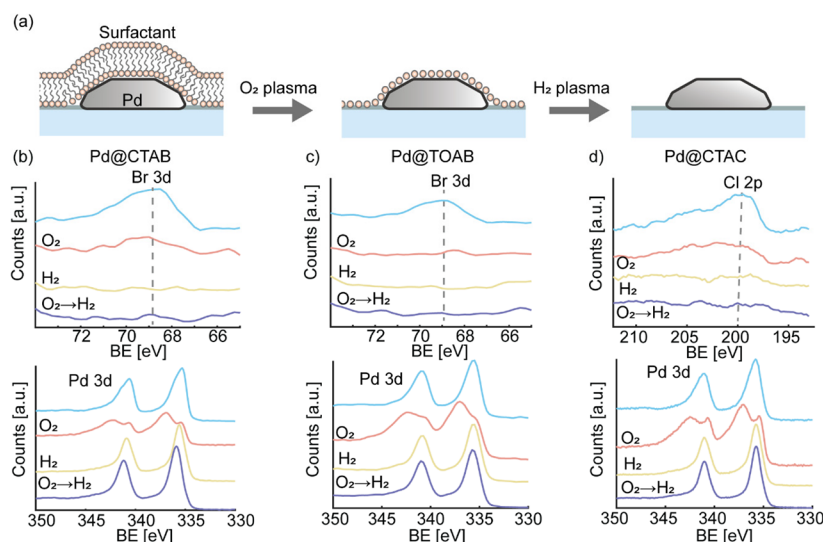 (a)
Surfactant
Pd
O₂ plasma
H₂ plasma
(b) Pd@CTAB
Br 3d
Counts [a.u.]
O₂
H₂
O₂→H₂
72 70 68 66
BE [eV]
c) Pd@TOAB
Br 3d
Counts [a.u.]
O₂
H₂
O₂→H₂
72 70 68 66
BE [eV]
d) Pd@CTAC
Cl 2p
Counts [a.u.]
O₂
H₂
O₂→H₂
210 205 200 195
BE [eV]
Pd 3d
Counts [a.u.]
O₂
H₂
O₂→H₂
350 345 340 335 330
BE [eV]
Pd 3d
Counts [a.u.]
O₂
H₂
O₂→H₂
350 345 340 335 330
BE [eV]
Pd 3d
Counts [a.u.]
O₂
H₂
O₂→H₂
350 345 340 335 330
BE [eV]